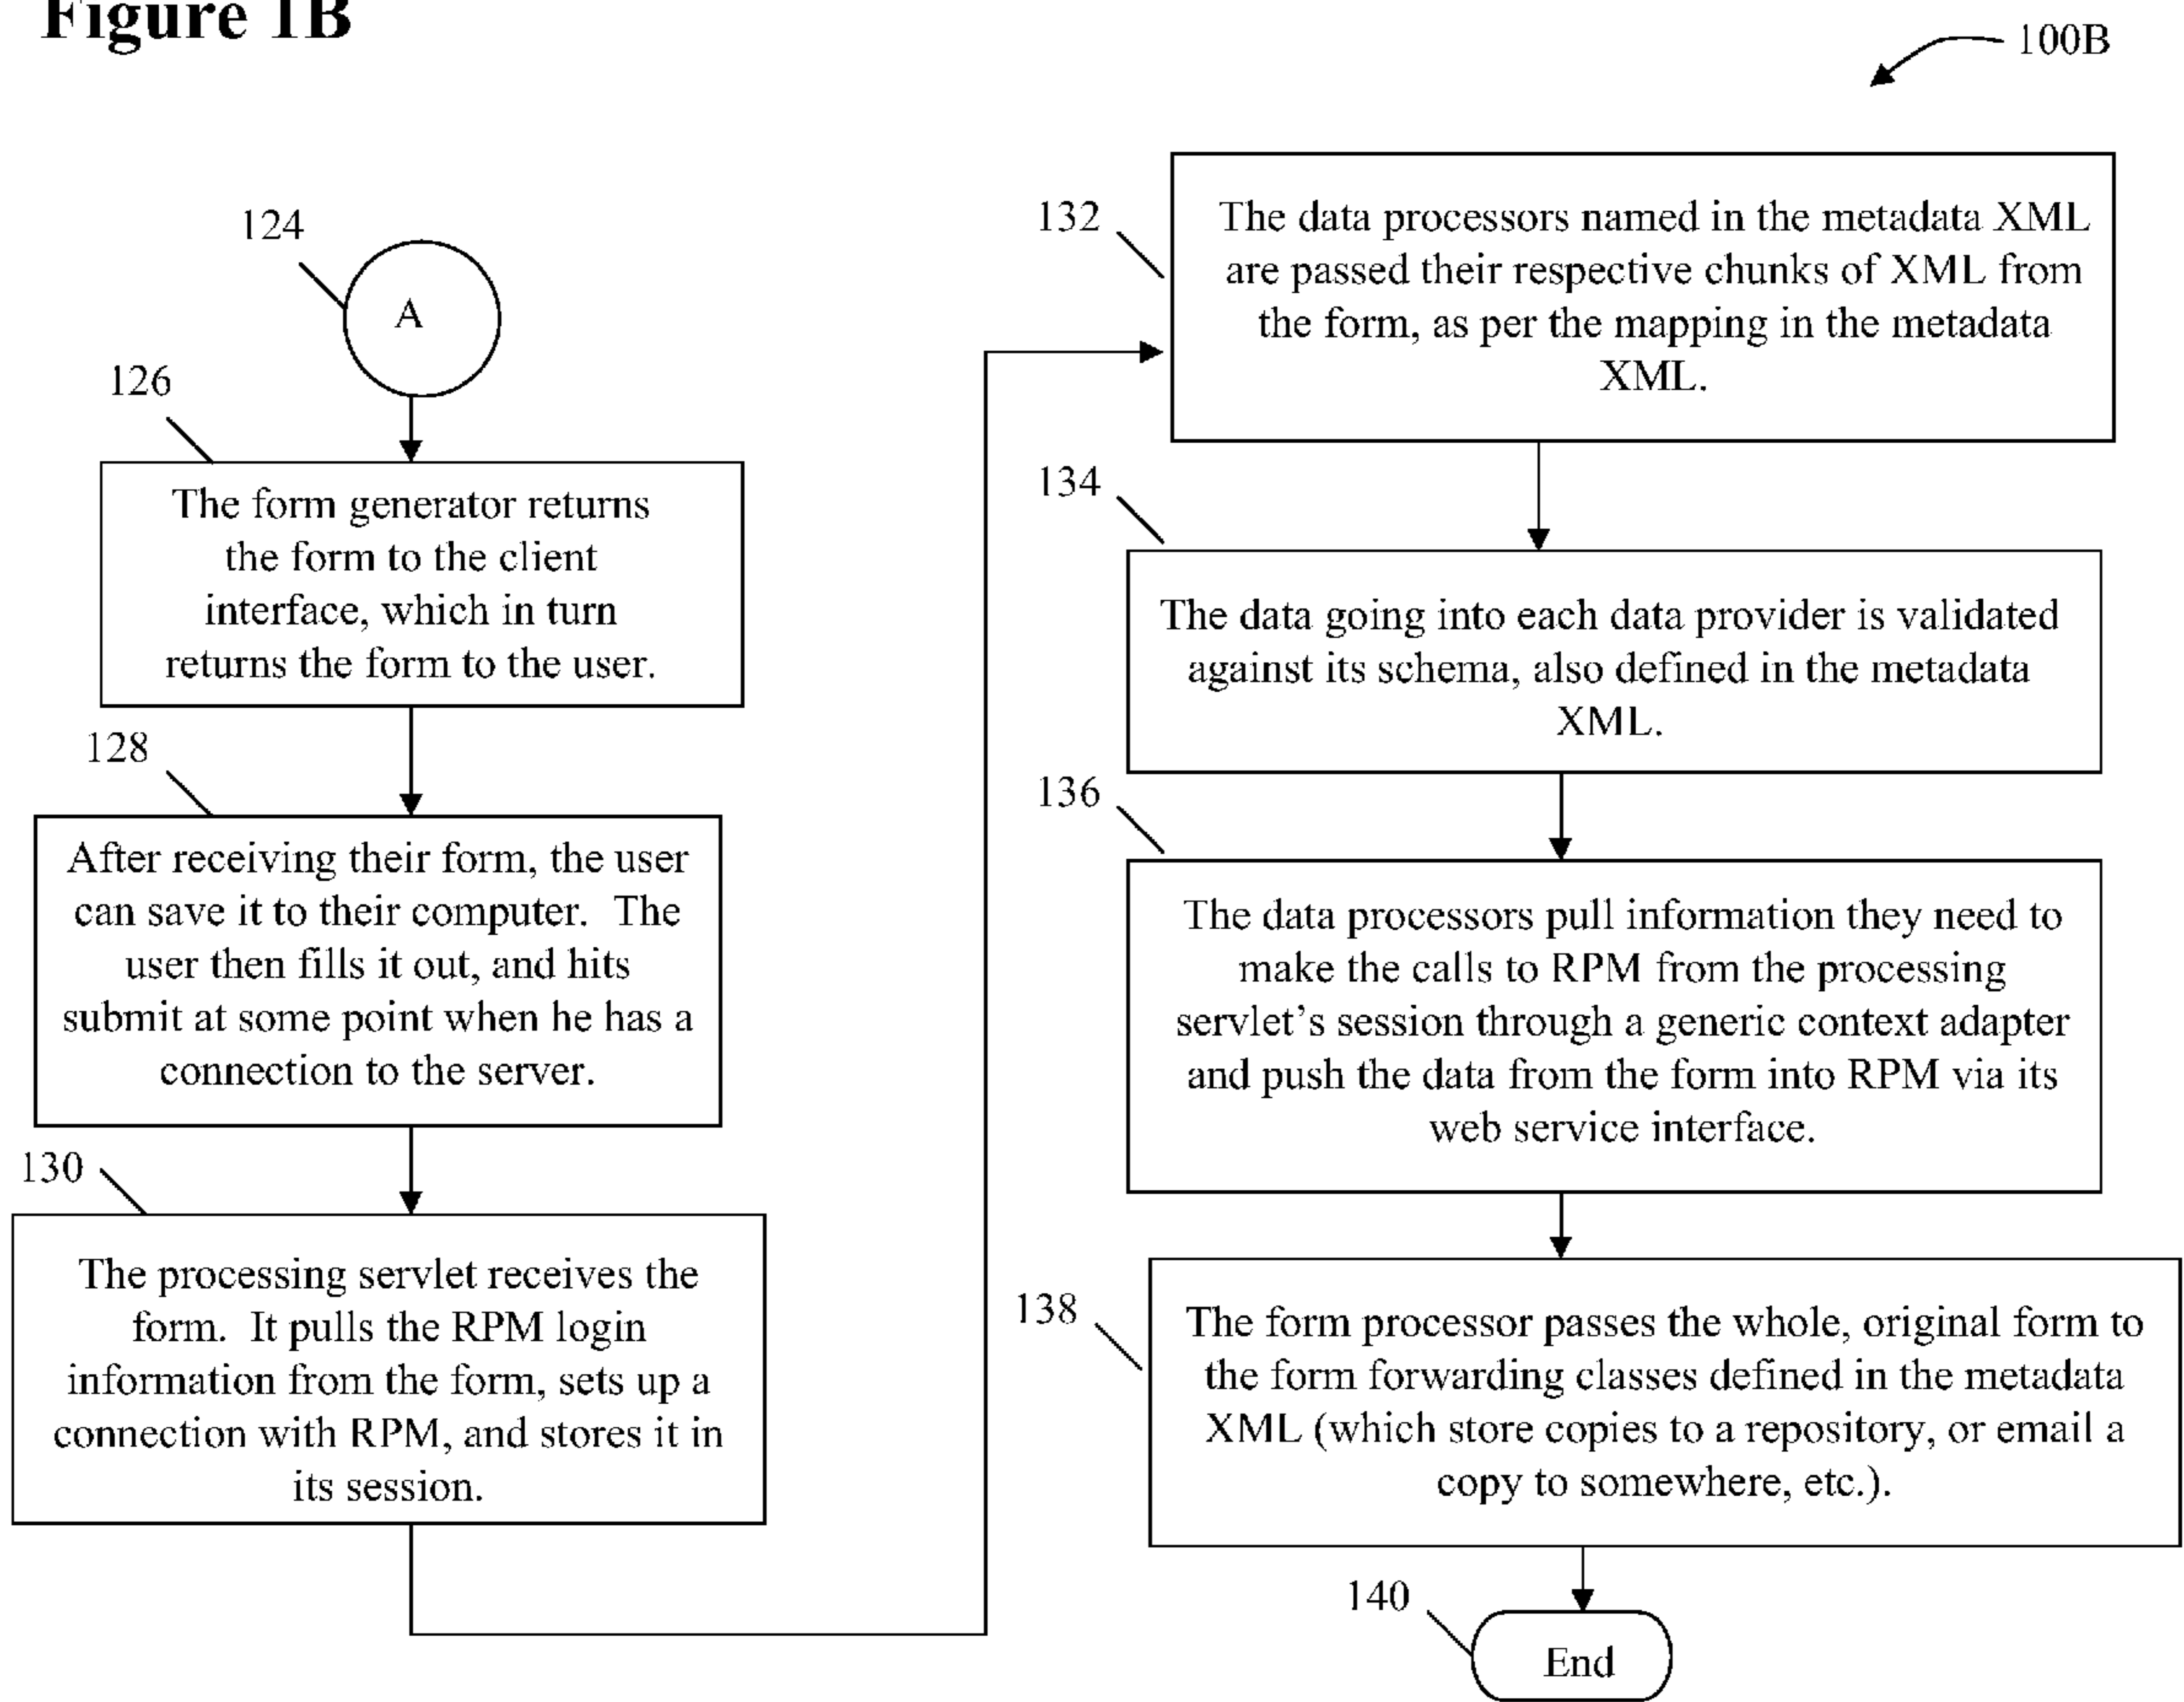 Figure 1B
100B
124
A
126
The form generator returns
the form to the client
interface, which in turn
returns the form to the user.
128
After receiving their form, the user
can save it to their computer. The
user then fills it out, and hits
submit at some point when he has a
connection to the server.
130
The processing servlet receives the
form. It pulls the RPM login
information from the form, sets up a
connection with RPM, and stores it in
its session.
132
The data processors named in the metadata XML
are passed their respective chunks of XML from
the form, as per the mapping in the metadata
XML.
134
The data going into each data provider is validated
against its schema, also defined in the metadata
XML.
136
The data processors pull information they need to
make the calls to RPM from the processing
servlet's session through a generic context adapter
and push the data from the form into RPM via its
web service interface.
138
The form processor passes the whole, original form to
the form forwarding classes defined in the metadata
XML (which store copies to a repository, or email a
copy to somewhere, etc.).
140
End